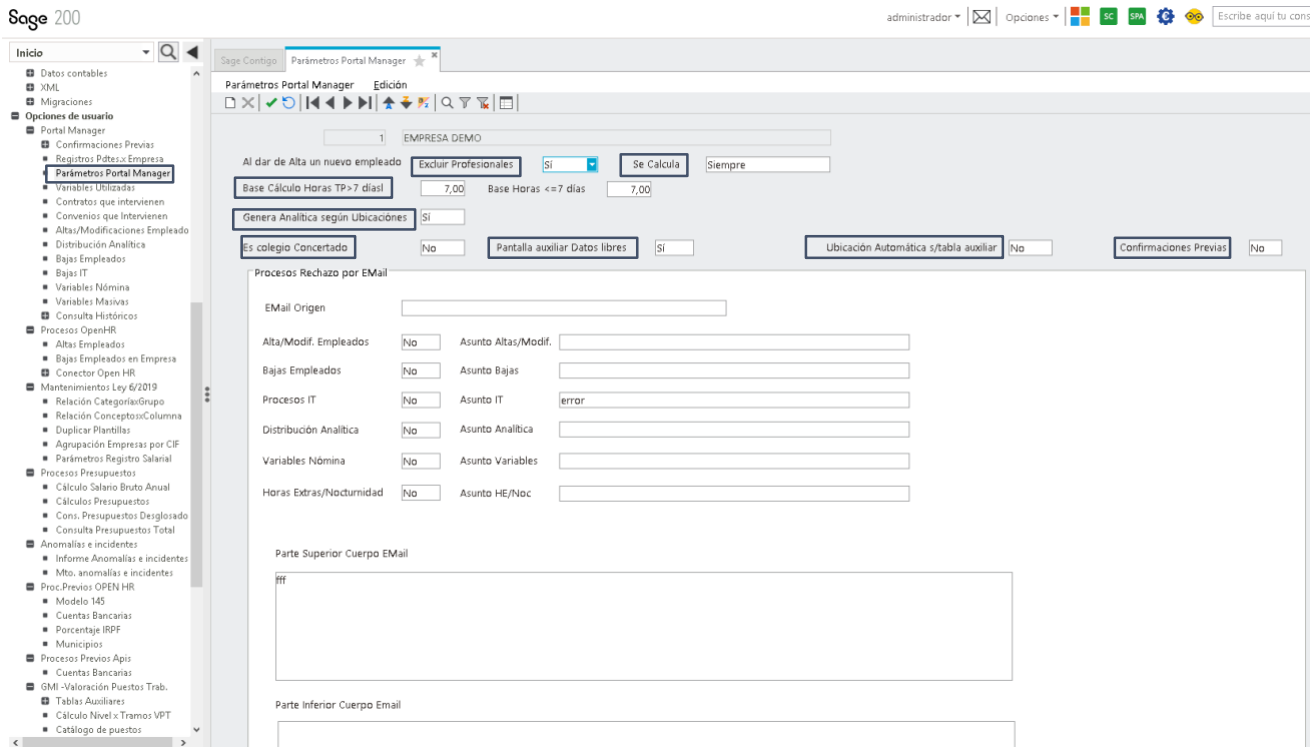 Sage 200
administrador
Opciones
SC
SPA
Escribe aquí tu cons
Inicio
Datos contables
XML
Migraciones
Opciones de usuario
Portal Manager
Confirmaciones Previas
Registros Pdtes.x Empresa
Parámetros Portal Manager
Variables Utilizadas
Contratos que intervienen
Convenios que Intervienen
Altas/Modificaciones Empleado
Distribución Analítica
Bajas Empleados
Bajas IT
Variables Nómina
Variables Masivas
Consulta Históricos
Procesos OpenHR
Altas Empleados
Bajas Empleados en Empresa
Conector Open HR
Mantenimientos Ley 6/2019
Relación CategoríaxGrupo
Relación ConceptosxColumna
Duplicar Plantillas
Agrupación Empresas por CIF
Parámetros Registro Salarial
Procesos Presupuestos
Cálculo Salario Bruto Anual
Cálculos Presupuestos
Cons. Presupuestos Desglosado
Consulta Presupuestos Total
Anomalías e incidentes
Informe Anomalías e incidentes
Mto. anomalías e incidentes
Proc.Previos OPEN HR
Modelo 145
Cuentas Bancarias
Porcentaje IRPF
Municipios
Procesos Previos Apis
Cuentas Bancarias
GMI -Valoración Puestos Trab.
Tablas Auxiliares
Cálculo Nivel x Tramos VPT
Catálogo de puestos
Sage Contigo
Parámetros Portal Manager
Parámetros Portal Manager Edición
1 EMPRESA DEMO
Al dar de Alta un nuevo empleado Excluir Profesionales Sí Se Calcula Siempre
Base Cálculo Horas TP>7 díasl 7,00 Base Horas <=7 días 7,00
Genera Analítica según Ubicaciónes Sí
Es colegio Concertado No Pantalla auxiliar Datos libres Sí Ubicación Automática s/tabla auxiliar No Confirmaciones Previas No
Procesos Rechazo por EMail
EMail Origen
Alta/Modif. Empleados No Asunto Altas/Modif.
Bajas Empleados No Asunto Bajas
Procesos IT No Asunto IT error
Distribución Analítica No Asunto Analítica
Variables Nómina No Asunto Variables
Horas Extras/Nocturnidad No Asunto HE/Noc
Parte Superior Cuerpo EMail
fff
Parte Inferior Cuerpo Email